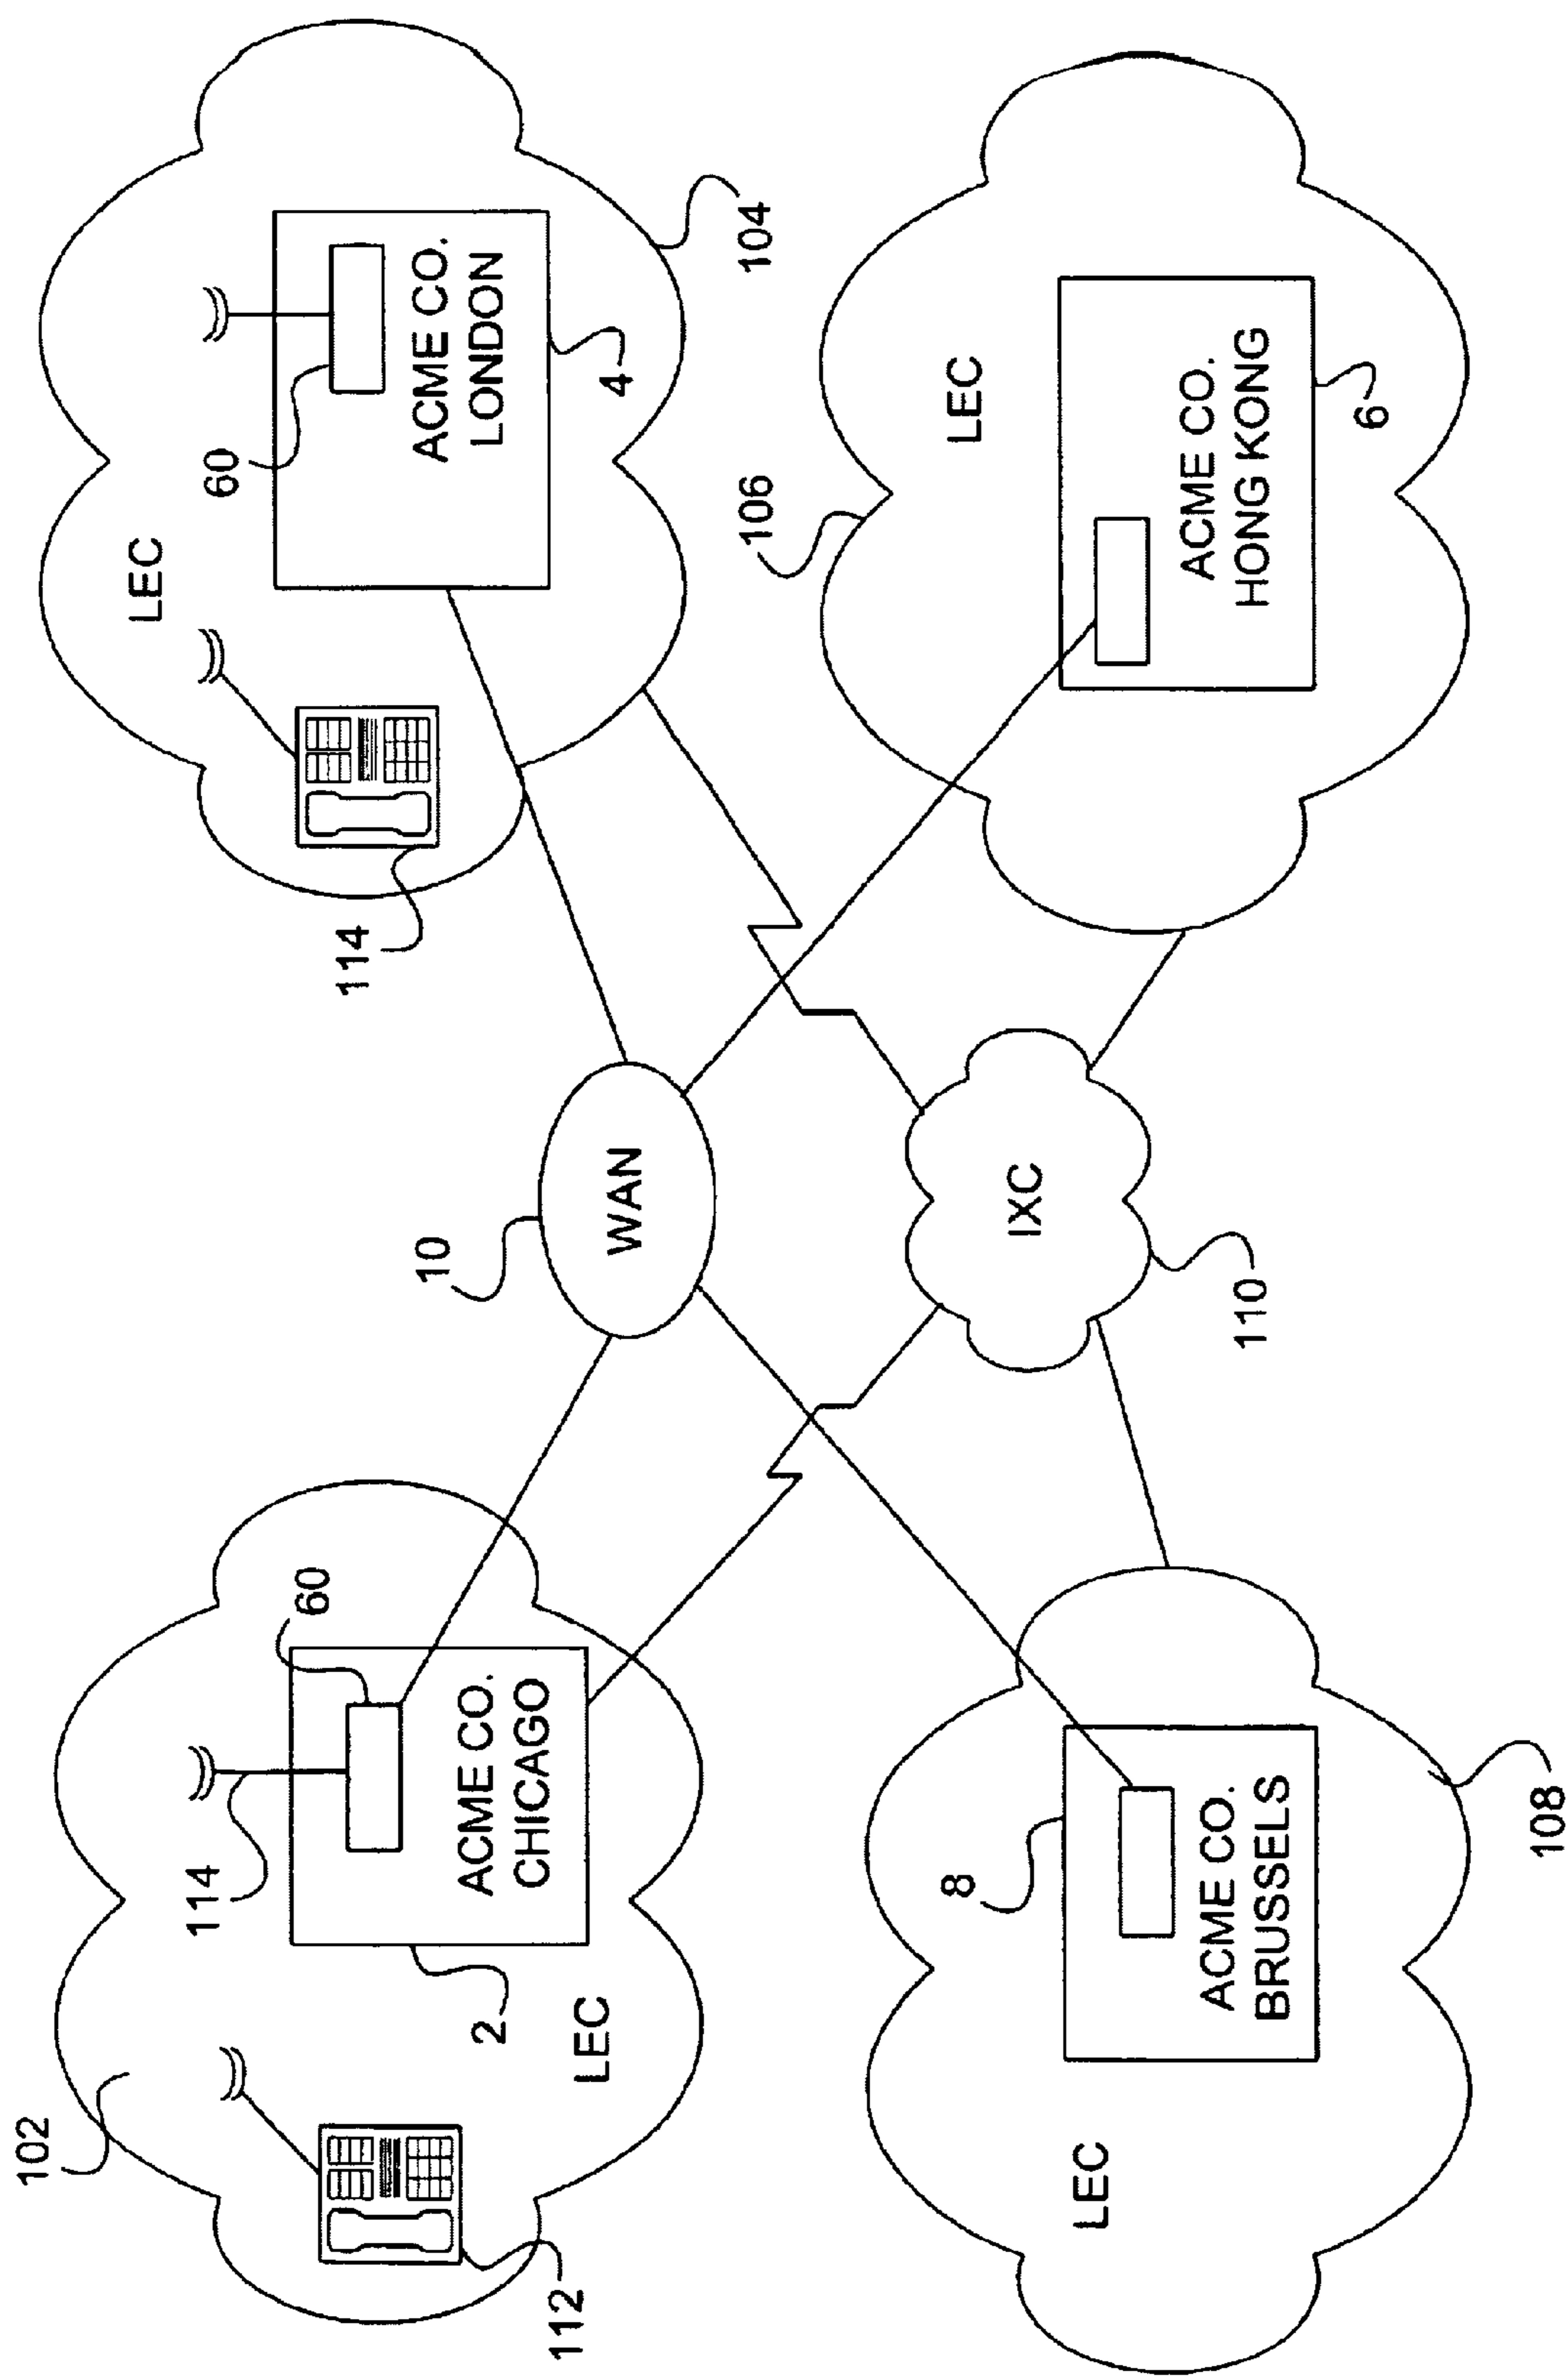 102
112
114
60
2
ACME CO.
CHICAGO
LEC
10
WAN
114
LEC
60
ACME CO.
LONDON
4
104
LEC
8
ACME CO.
BRUSSELS
108
IXC
110
106
LEC
ACME CO.
HONG KONG
6